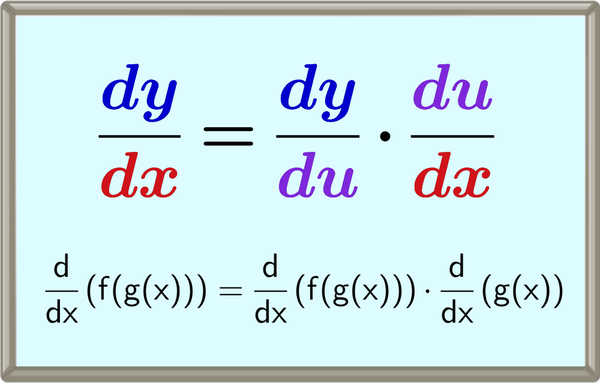 dy/dx = dy/du · du/dx
d/dx (f(g(x))) = d/dx (f(g(x))) · d/dx (g(x))